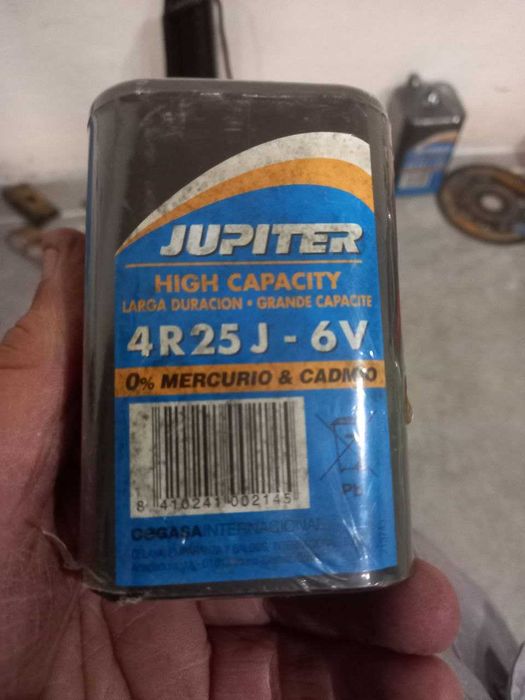 JUPITER
HIGH CAPACITY
LARGA DURACION • GRANDE CAPACITE
4R25J - 6V
0% MERCURIO & CADMIO
8 410241 002145
Pb
CEGASA INTERNACIONAL